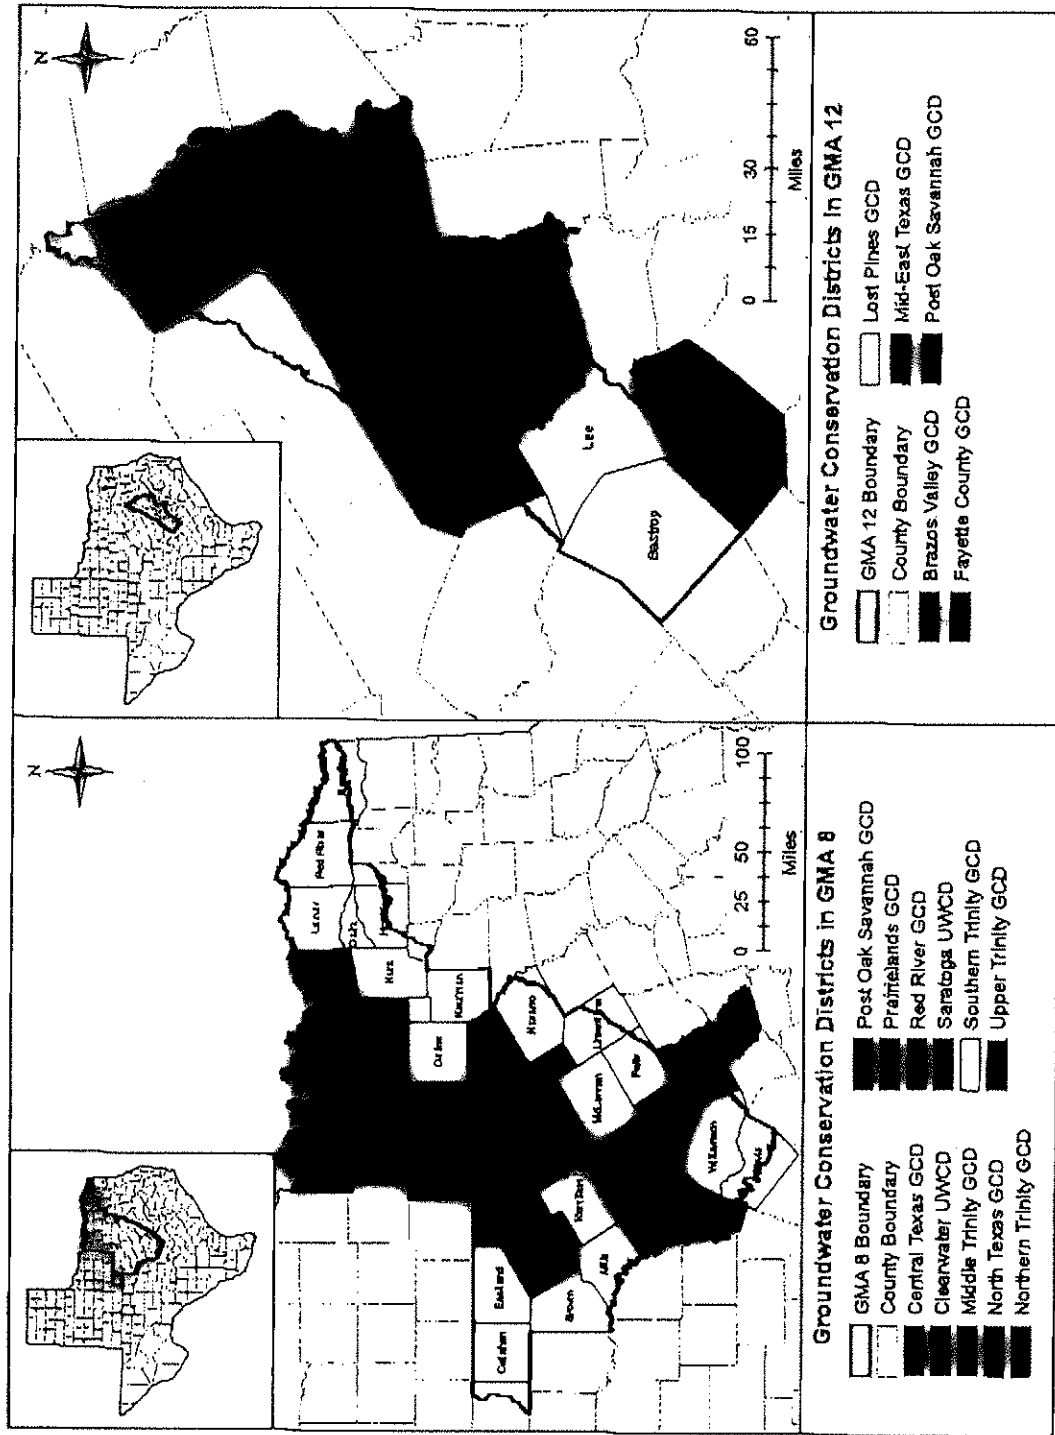 N
Red River
Lamar
Delta
Hunt
Kaufman
Dallas
Navarro
Limestone
McLennan
Falls
Williamson
Travis
Hamilton
Mills
Brown
Eastland
Callahan
0 25 50 100
Miles
Groundwater Conservation Districts in GMA 8
GMA 8 Boundary
County Boundary
Central Texas GCD
Clearwater UWCD
Middle Trinity GCD
North Texas GCD
Northern Trinity GCD
Post Oak Savannah GCD
Prairielands GCD
Red River GCD
Saratoga UWCD
Southern Trinity GCD
Upper Trinity GCD
N
Lee
Bastrop
0 15 30 60
Miles
Groundwater Conservation Districts in GMA 12
GMA 12 Boundary
County Boundary
Brazos Valley GCD
Fayette County GCD
Lost Pines GCD
Mid-East Texas GCD
Post Oak Savannah GCD